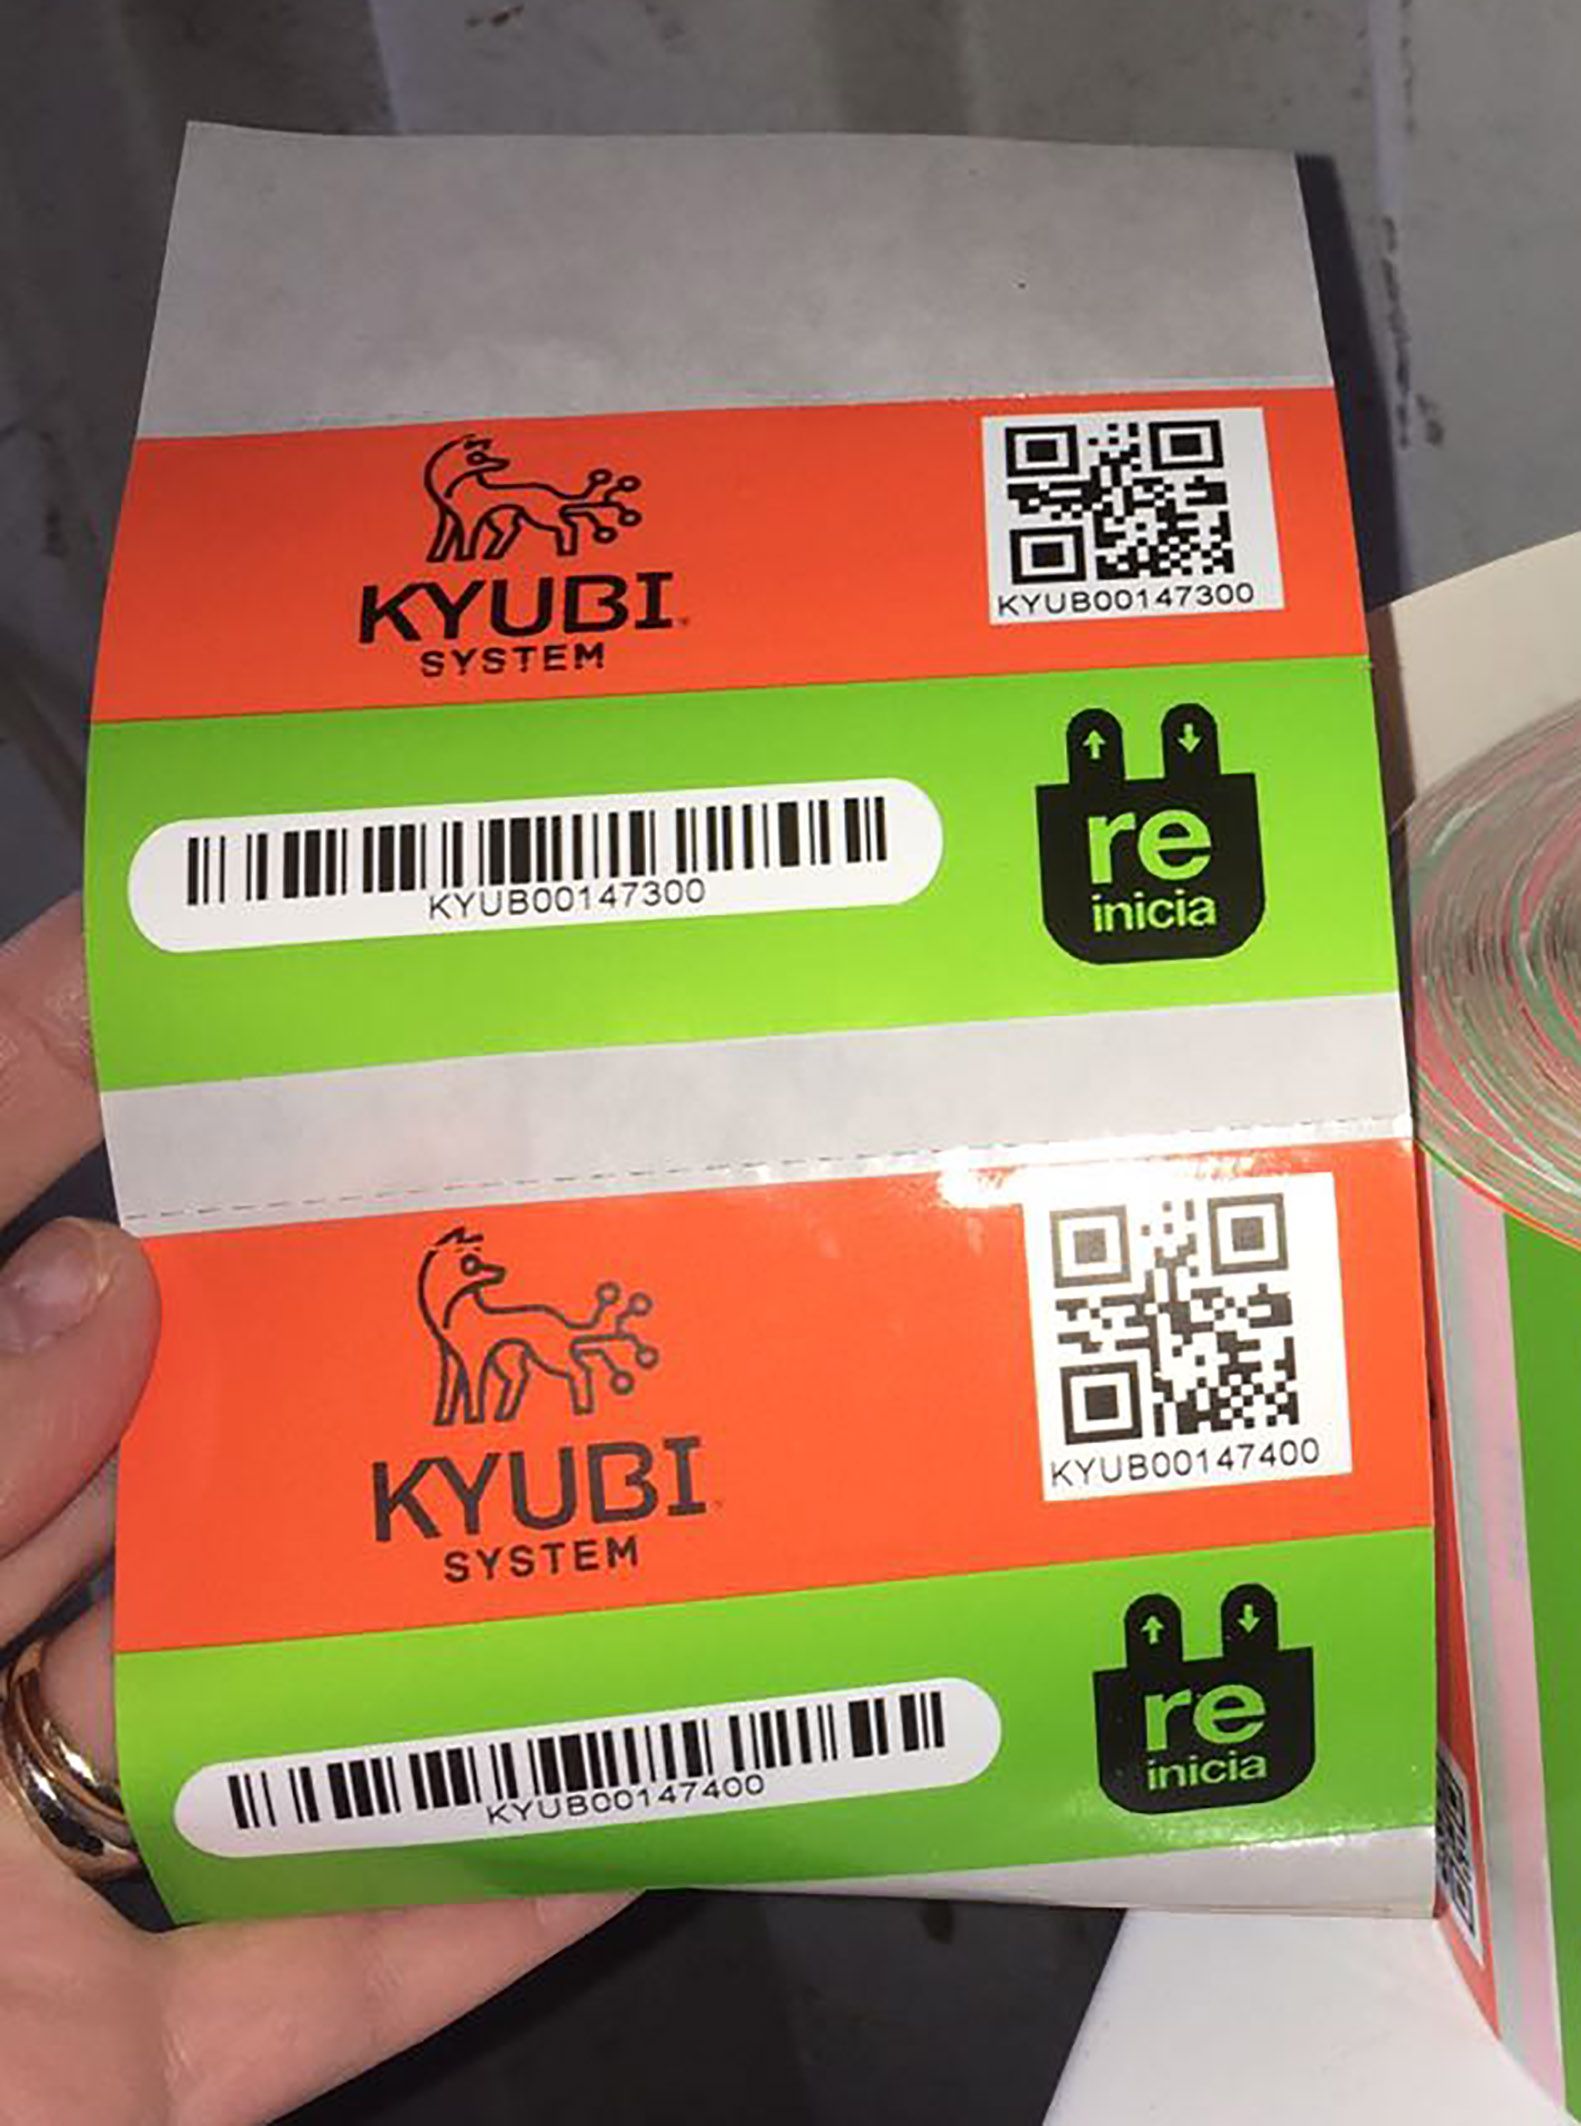 KYUBI
SYSTEM
KYUB00147300
KYUB00147300
re
inicia
KYUBI
SYSTEM
KYUB00147400
KYUB00147400
re
inicia